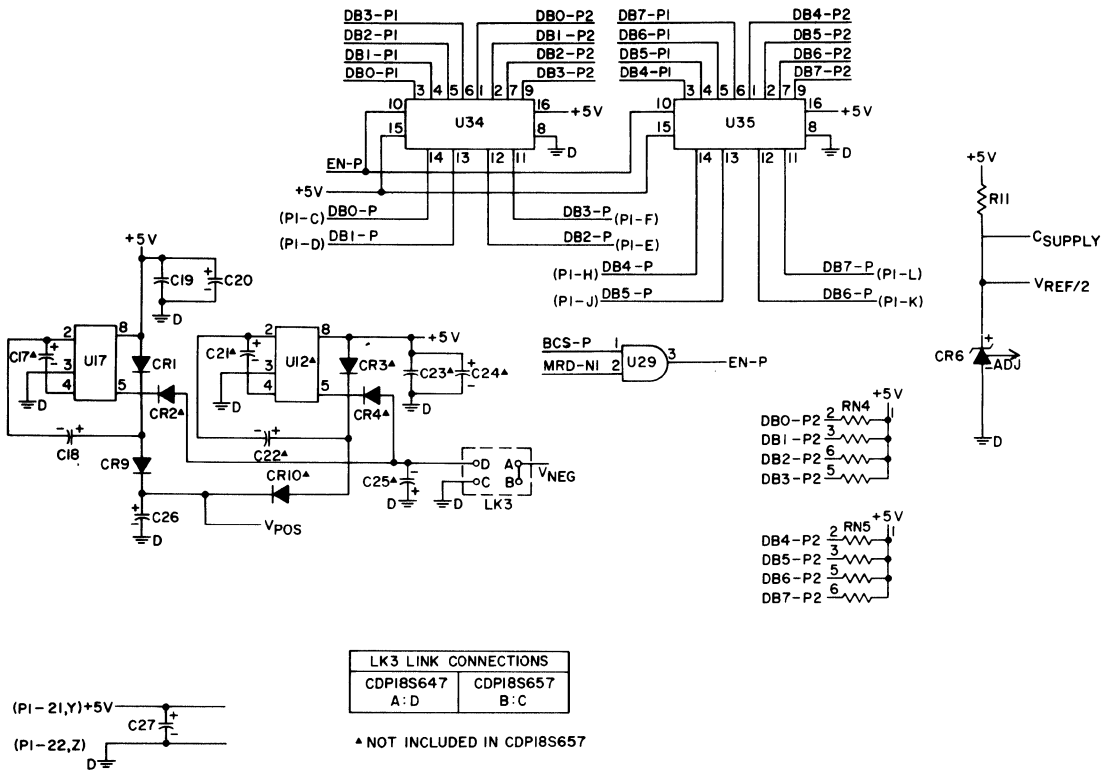 DB3-P1 DB0-P2 DB7-P1 DB4-P2
DB2-P1 DB1-P2 DB6-P1 DB5-P2
DB1-P1 DB2-P2 DB5-P1 DB6-P2
DB0-P1 DB3-P2 DB4-P1 DB7-P2
3 4 5 6 1 2 7 9 3 4 5 6 1 2 7 9
10 16 +5V 10 16 +5V
U34 U35
15 8 15 8
D D
14 13 12 11 14 13 12 11
EN-P
+5V
(P1-C) DB0-P DB3-P (P1-F)
(P1-D) DB1-P DB2-P (P1-E)
(P1-H) DB4-P DB7-P (P1-L)
(P1-J) DB5-P DB6-P (P1-K)
+5V
R11
CSUPPLY
VREF/2
CR6
+
-ADJ
D
+5V
C19 + - C20
D
2 8
C17▲ + - U17 CR1
3
4 5
D CR2▲
- + C18
CR9
+ - C26
D
VPOS
2 8 +5V
C21▲ + - U12▲ CR3▲
3
4 5
D CR4▲
C23▲ + - C24▲
D
- + C22▲
CR10▲
C25▲ - +
D
D A VNEG
C B
D LK3
BCS-P 1
U29 3 EN-P
MRD-N1 2
+5V
DB0-P2 2 RN4 1
DB1-P2 3
DB2-P2 6
DB3-P2 5
+5V
DB4-P2 2 RN5 1
DB5-P2 3
DB6-P2 5
DB7-P2 6
LK3 LINK CONNECTIONS
CDP18S647 CDP18S657
A:D B:C
▲ NOT INCLUDED IN CDP18S657
(P1-21,Y)+5V
C27 + -
(P1-22,Z)
D